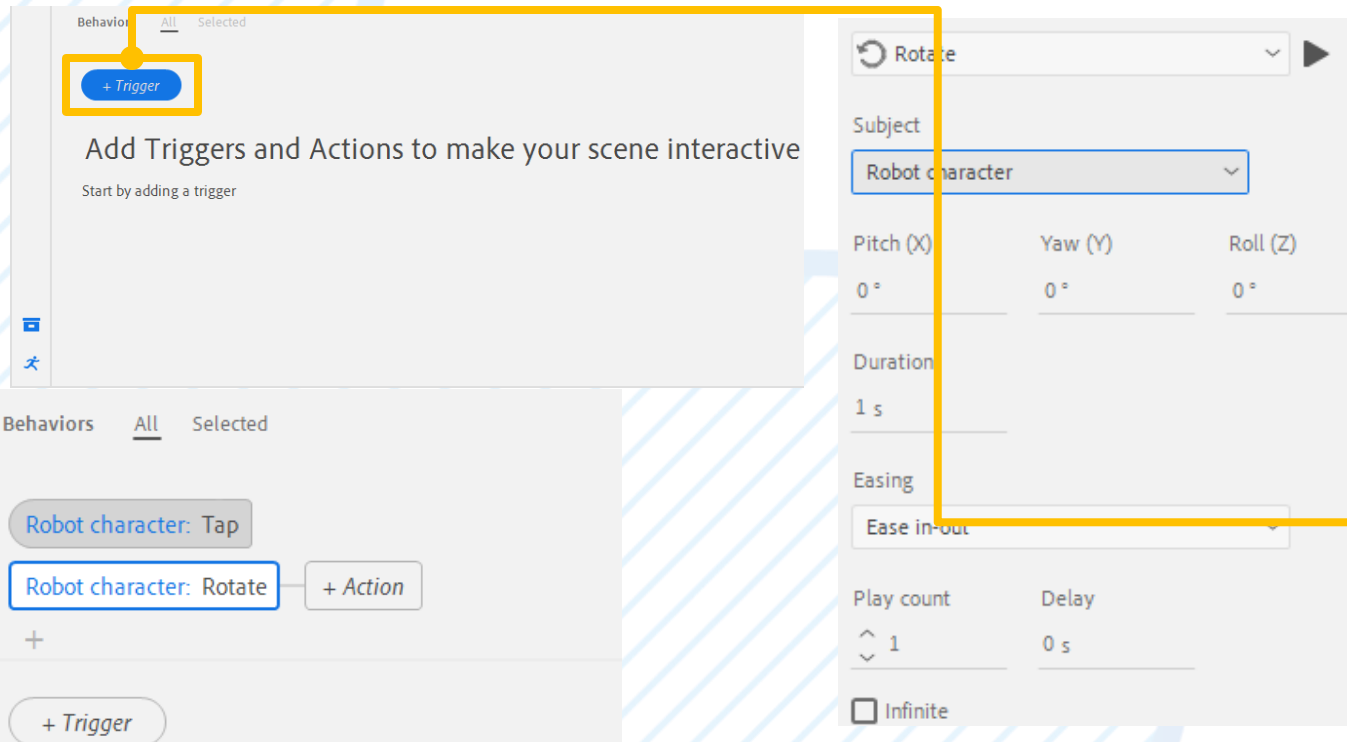 Behavior All Selected
+ Trigger
Add Triggers and Actions to make your scene interactive
Start by adding a trigger
Behaviors All Selected
Robot character: Tap
Robot character: Rotate + Action
+
+ Trigger
Rotate
Subject
Robot character
Pitch (X) Yaw (Y) Roll (Z)
0 ° 0 ° 0 °
Duration
1 s
Easing
Ease in-out
Play count Delay
1 0 s
Infinite